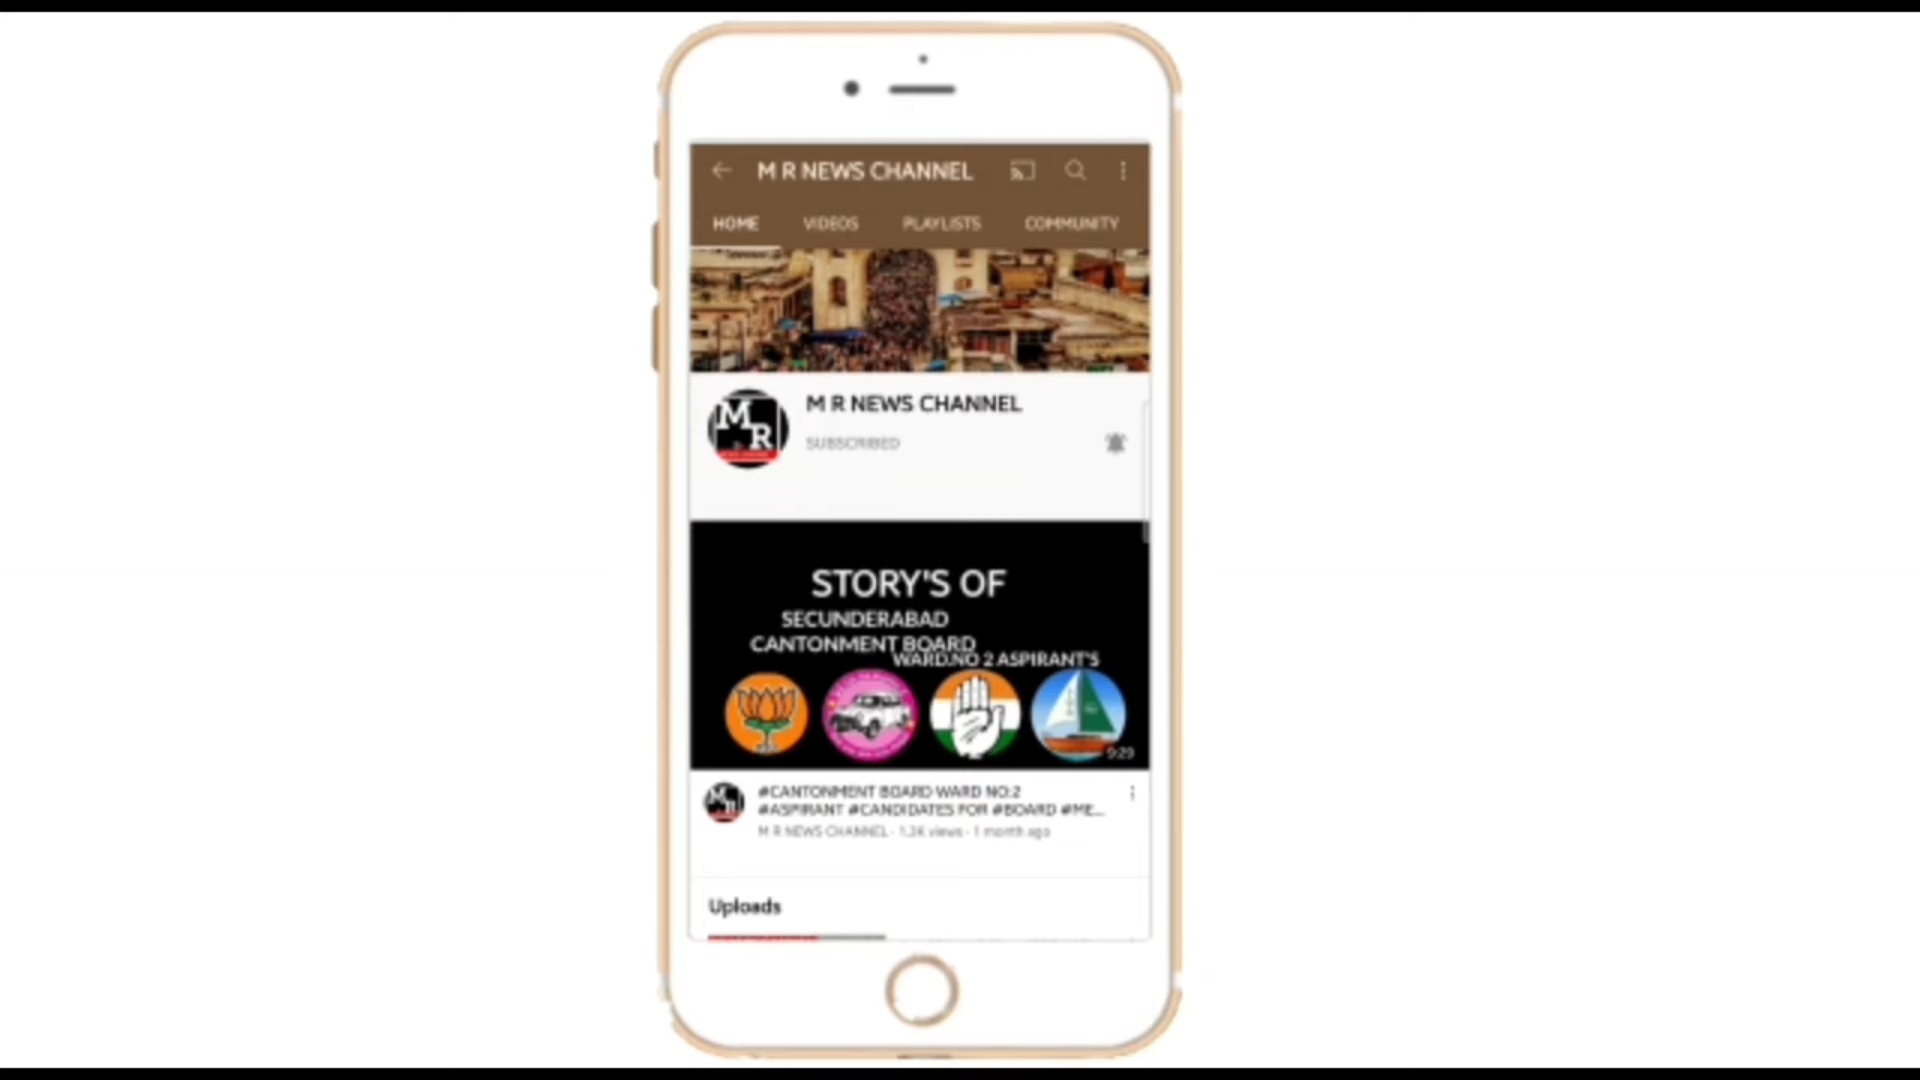 M R NEWS CHANNEL
HOME VIDEOS PLAYLISTS COMMUNITY
M R NEWS CHANNEL
SUBSCRIBED
STORY'S OF
SECUNDERABAD
CANTONMENT BOARD
WARD.NO 2 ASPIRANT'S
9:29
#CANTONMENT BOARD WARD NO:2
#ASPIRANT #CANDIDATES FOR #BOARD #ME...
M R NEWS CHANNEL · 1.3K views · 1 month ago
Uploads